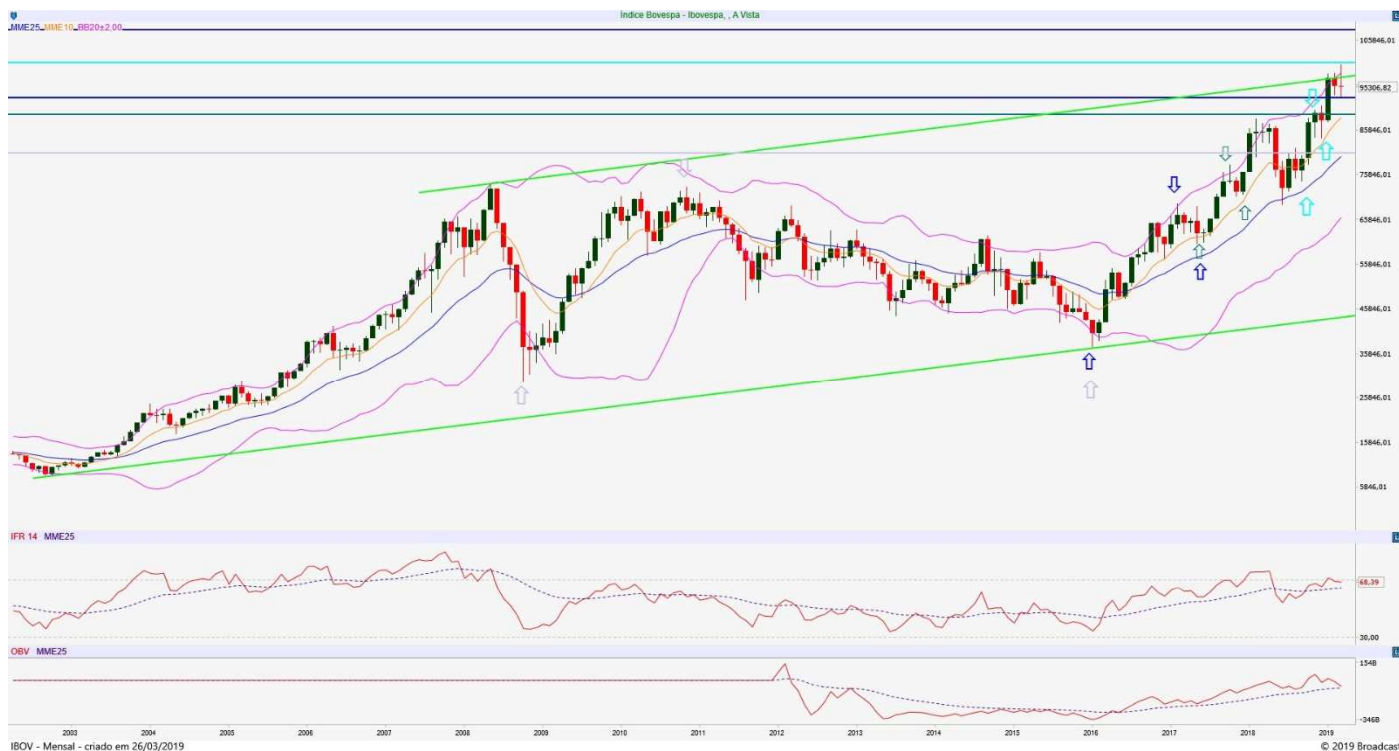 Índice Bovespa - Ibovespa, , A Vista
MME25 MME10 BB20±2,00
105846,01
95306,82
85846,01
75846,01
65846,01
55846,01
45846,01
35846,01
25846,01
15846,01
5846,01
IFR 14 MME25
68,39
30,00
OBV MME25
154B
-346B
2003 2004 2005 2006 2007 2008 2009 2010 2011 2012 2013 2014 2015 2016 2017 2018 2019
IBOV - Mensal - criado em 26/03/2019 © 2019 Broadcast